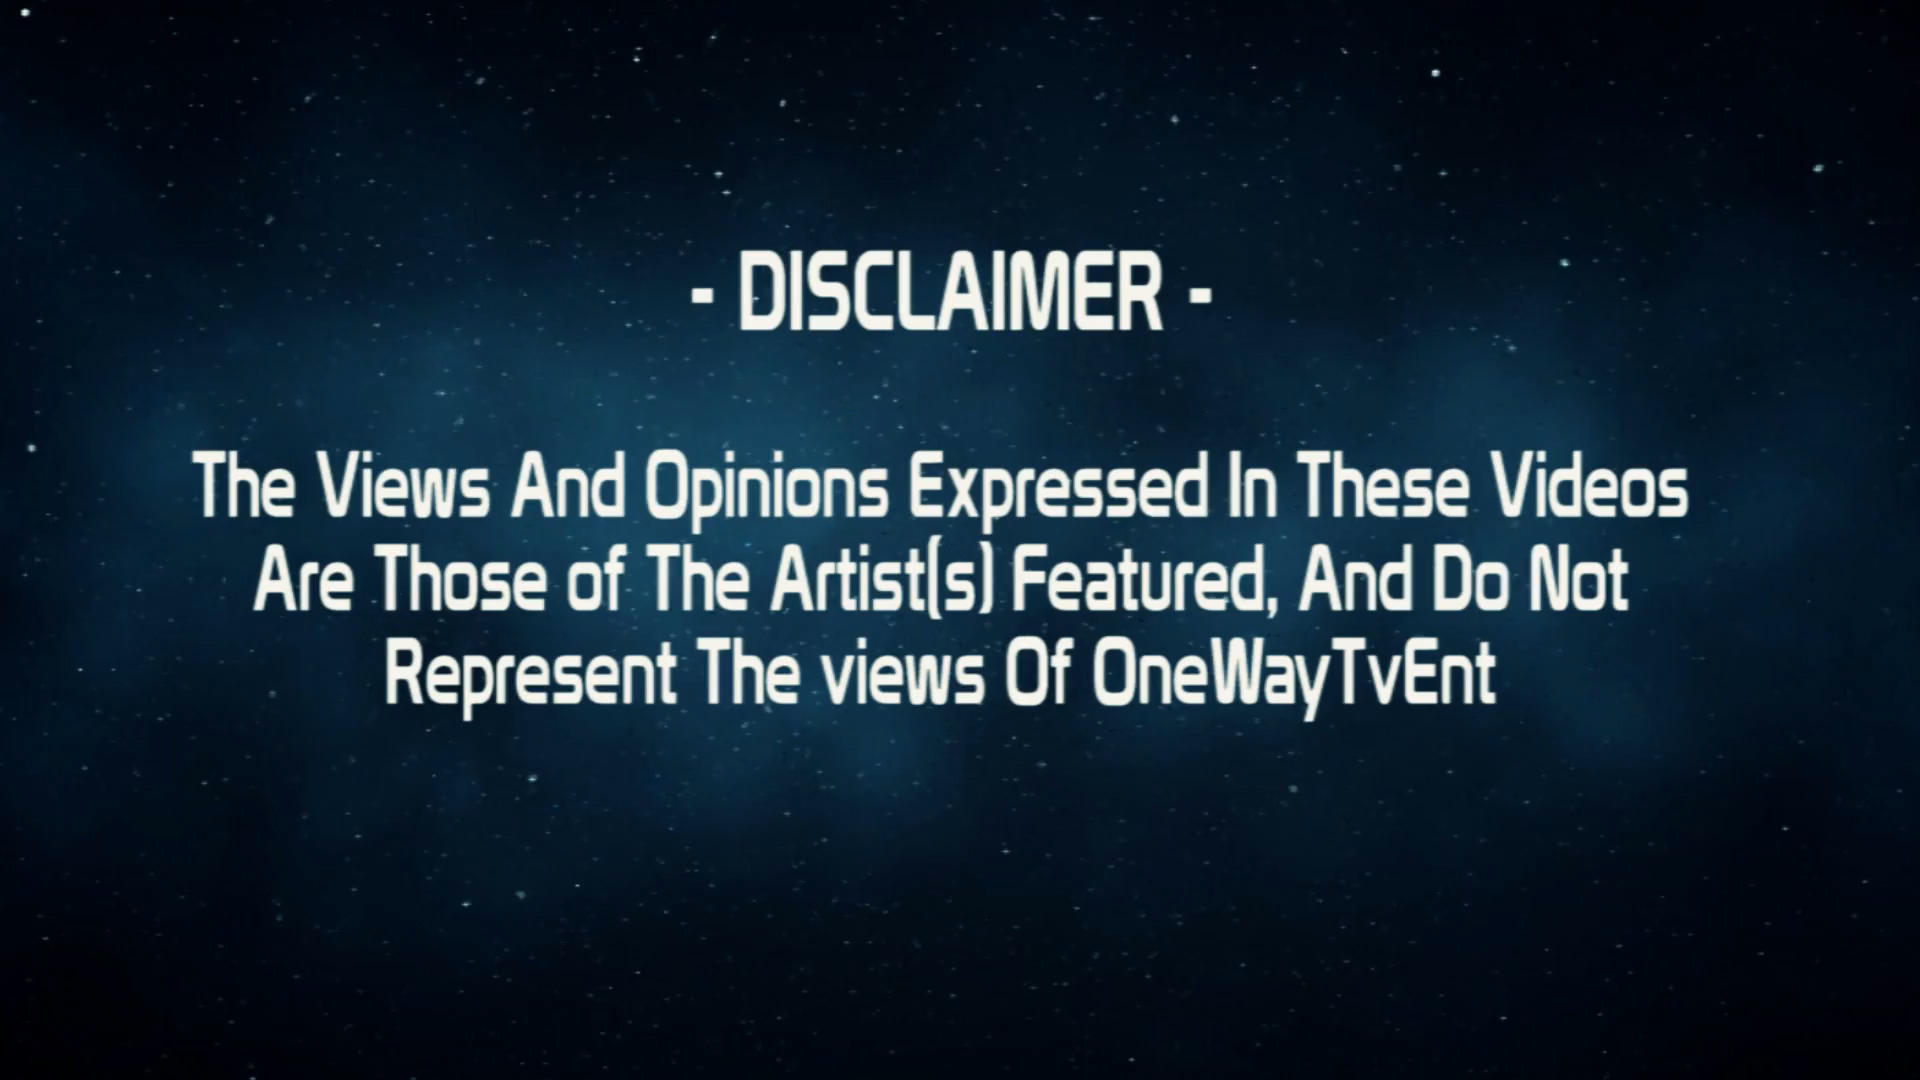 - DISCLAIMER -
The Views And Opinions Expressed In These Videos
Are Those of The Artist(s) Featured, And Do Not
Represent The views Of OneWayTvEnt